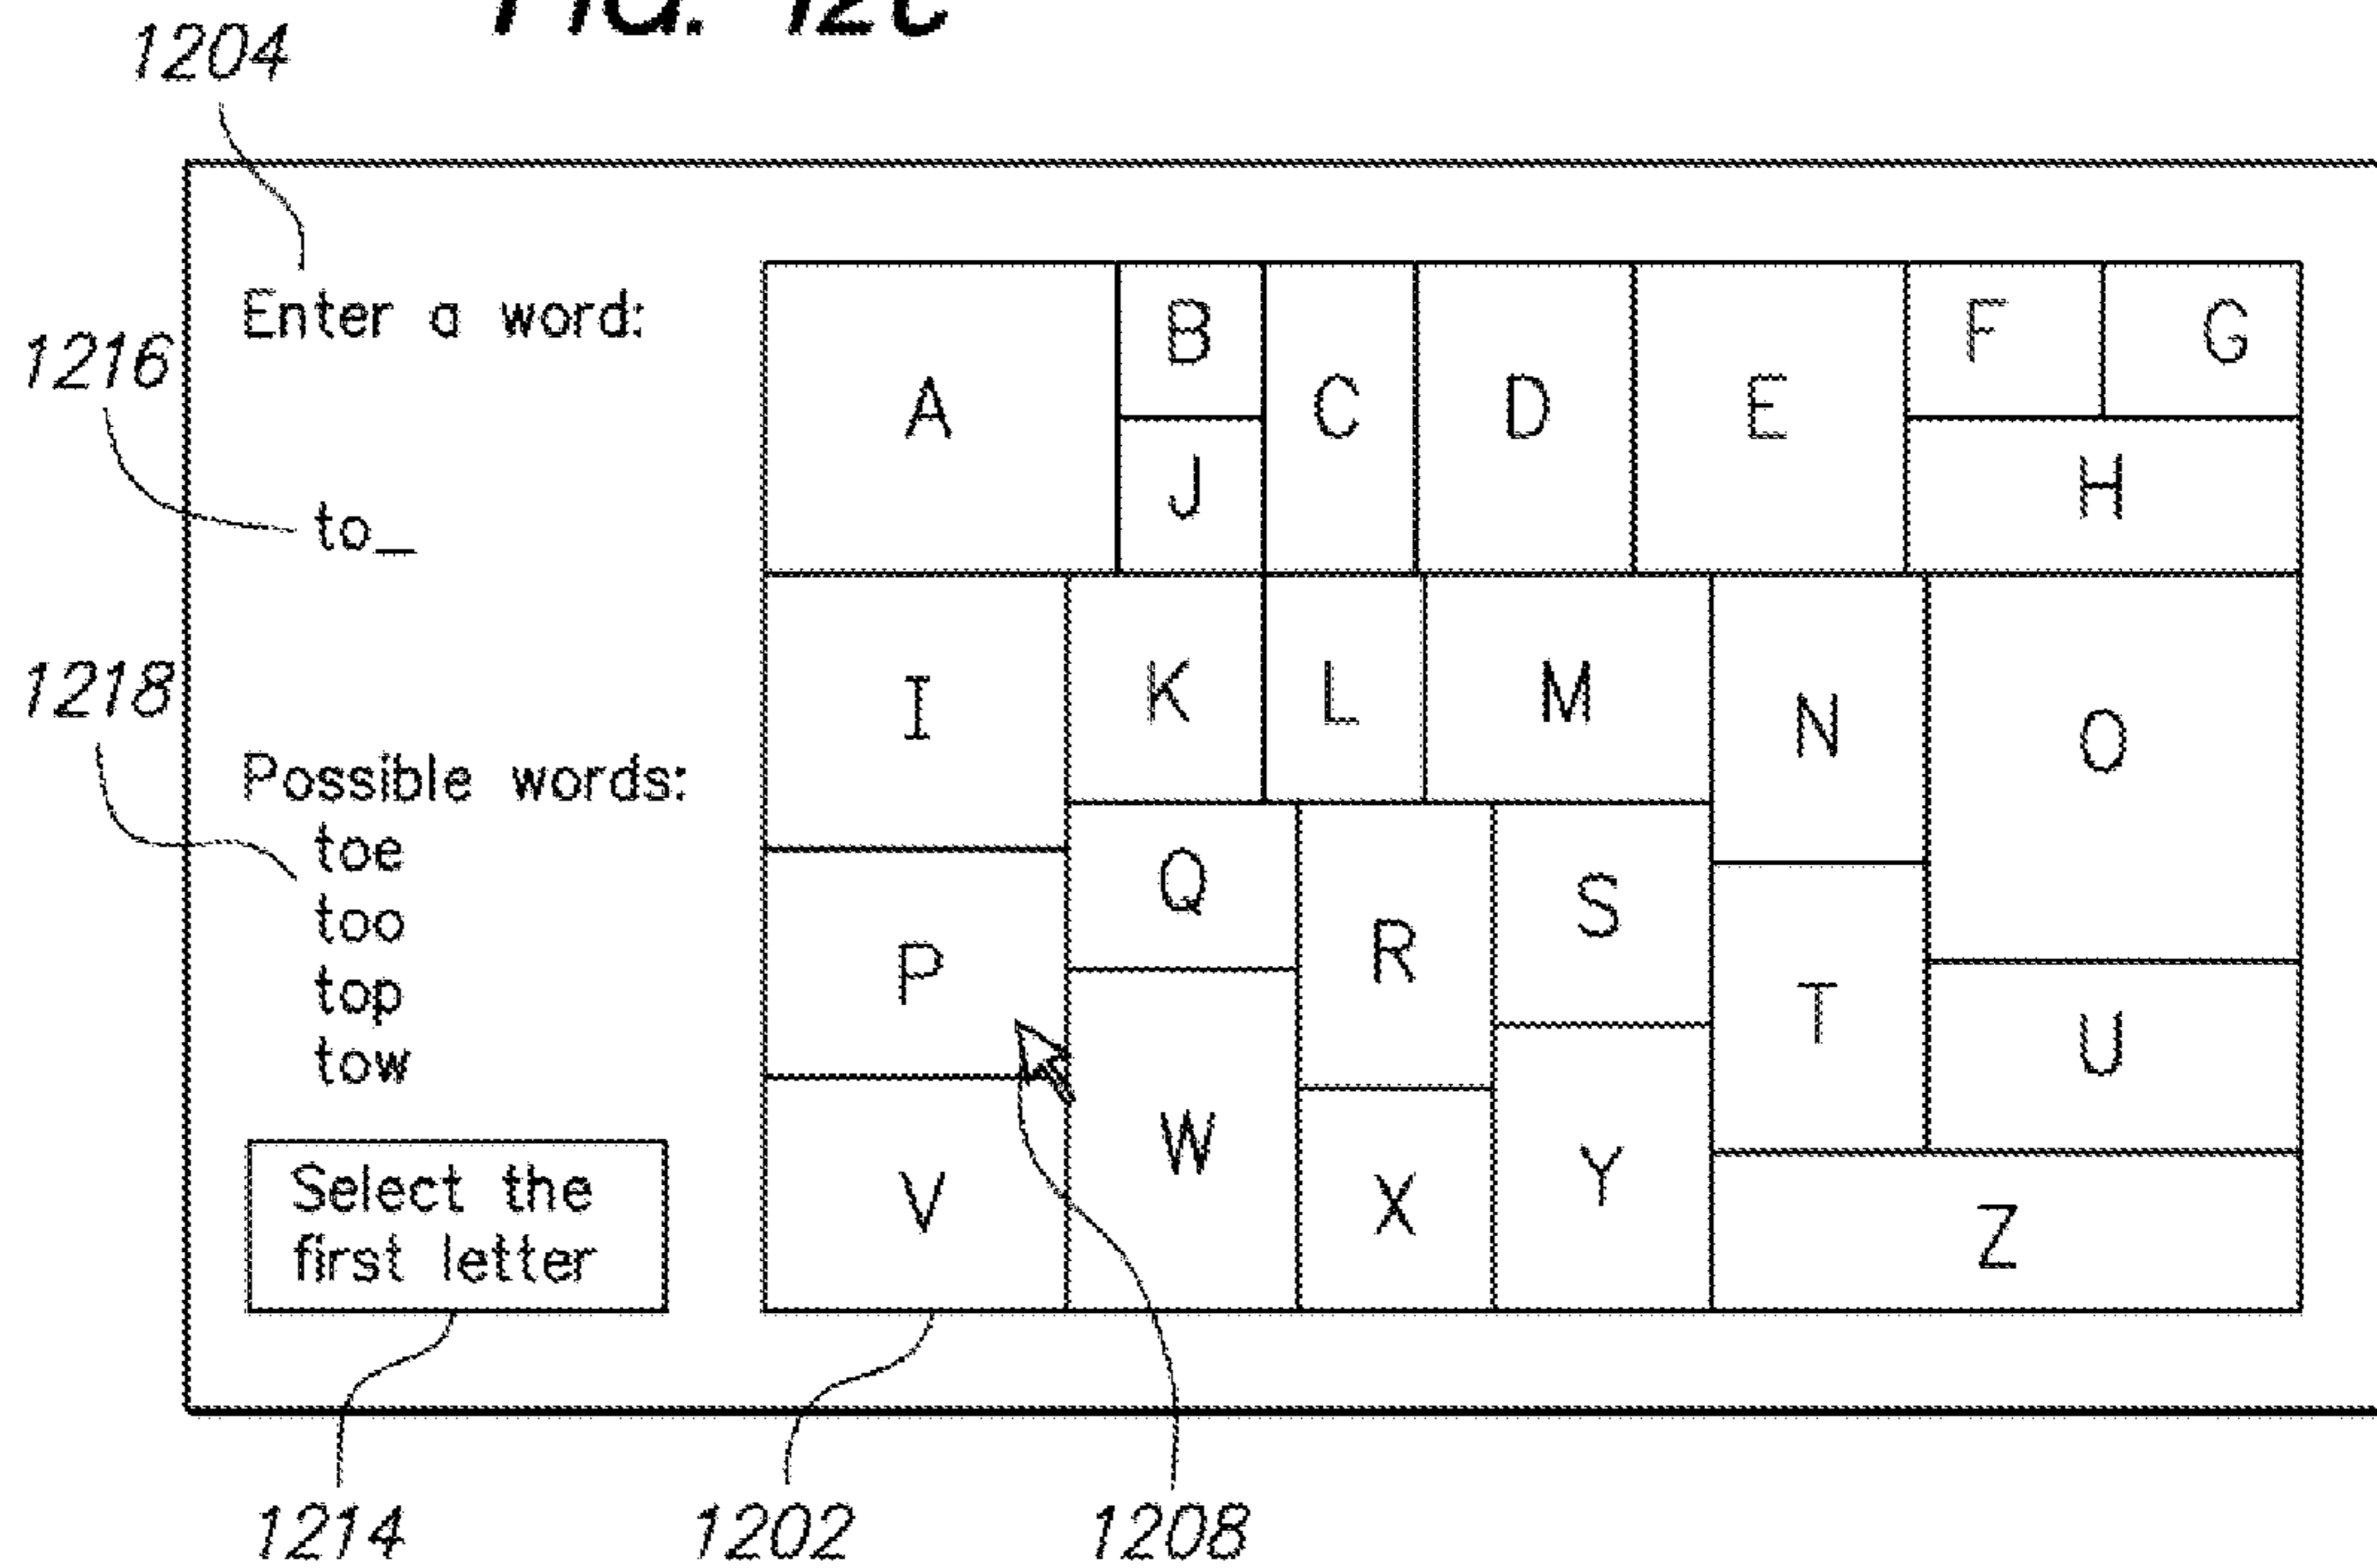 FIG. 12c
1204
Enter a word:
1216
to_
1218
Possible words:
toe
too
top
tow
Select the
first letter
A B C D E F G
J H
I K L M N O
P Q R S T U
V W X Y Z
1214 1202 1208